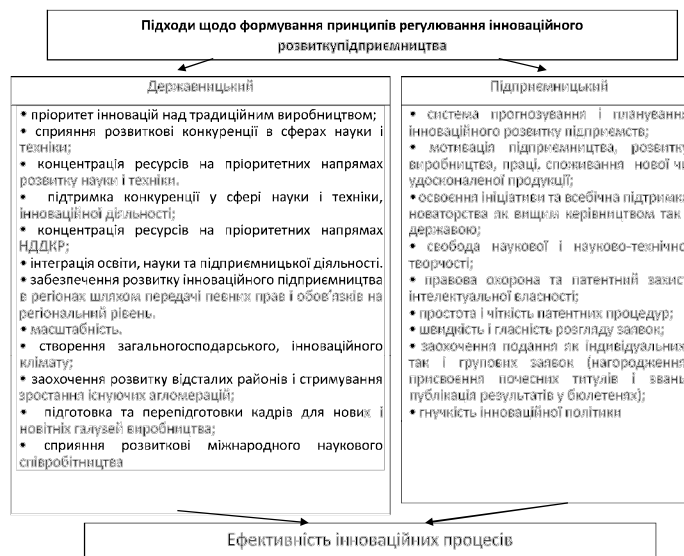 Підходи щодо формування принципів регулювання інноваційного
розвиткупідприємництва
Державницький
• пріоритет інновацій над традиційним виробництвом;
• сприяння розвиткові конкуренції в сферах науки і
техніки;
• концентрація ресурсів на пріоритетних напрямах
розвитку науки і техніки.
• підтримка конкуренції у сфері науки і техніки,
інноваційної діяльності;
• концентрація ресурсів на пріоритетних напрямах
НДДКР;
• інтеграція освіти, науки та підприємницької діяльності.
• забезпечення розвитку інноваційного підприємництва
в регіонах шляхом передачі певних прав і обов'язків на
регіональний рівень.
• масштабність.
• створення загальногосподарського, інноваційного
клімату;
• заохочення розвитку відсталих районів і стримування
зростання існуючих агломерацій;
• підготовка та перепідготовки кадрів для нових і
новітніх галузей виробництва;
• сприяння розвиткові міжнародного наукового
співробітництва
Підприємницький
• система прогнозування і плануванн
інноваційного розвитку підприємств;
• мотивація підприємництва, розвитку
виробництва, праці, споживання нової чи
удосконаленої продукції;
• освоєння ініціативи та всебічна підтримка
новаторства як вищим керівництвом так
державою;
• свобода наукової і науково-технічно
творчості;
• правова охорона та патентний захист
інтелектуальної власності;
• простота і чіткість патентних процедур;
• швидкість і гласність розгляду заявок;
• заохочення подання як індивідуальних
так і групових заявок (нагородження
присвоєння почесних титулів і звань
публікація результатів у бюлетенях);
• гнучкість інноваційної політики
Ефективність інноваційних процесів